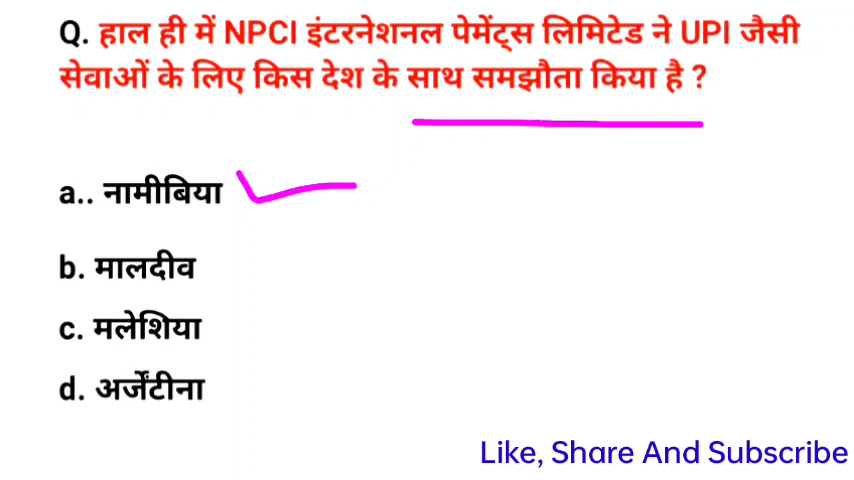 Q. हाल ही में NPCI इंटरनेशनल पेमेंट्स लिमिटेड ने UPI जैसी
सेवाओं के लिए किस देश के साथ समझौता किया है ?
a.. नामीबिया
b. मालदीव
c. मलेशिया
d. अर्जेंटीना
Like, Share And Subscribe